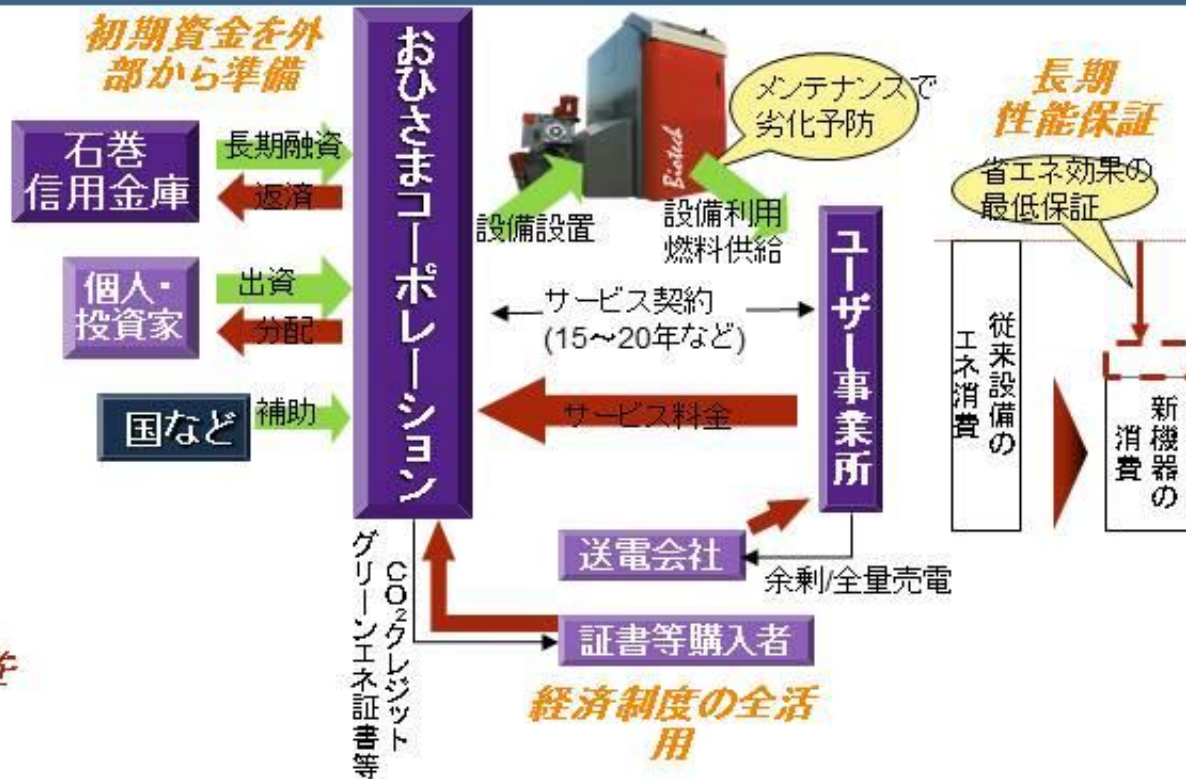 初期資金を外
部から準備
石巻
信用金庫
長期融資
返済
個人・
投資家
出資
分配
国など
補助
おひさまコーポレーション
Biotech
メンテナンスで
劣化予防
設備設置
設備利用
燃料供給
サービス契約
(15～20年など)
サービス料金
ユーザー事業所
送電会社
余剰/全量売電
証書等購入者
CO₂クレジット
グリーンエネ証書等
経済制度の全活
用
長期
性能保証
省エネ効果の
最低保証
従来設備の
エネ消費
新機器の
消費